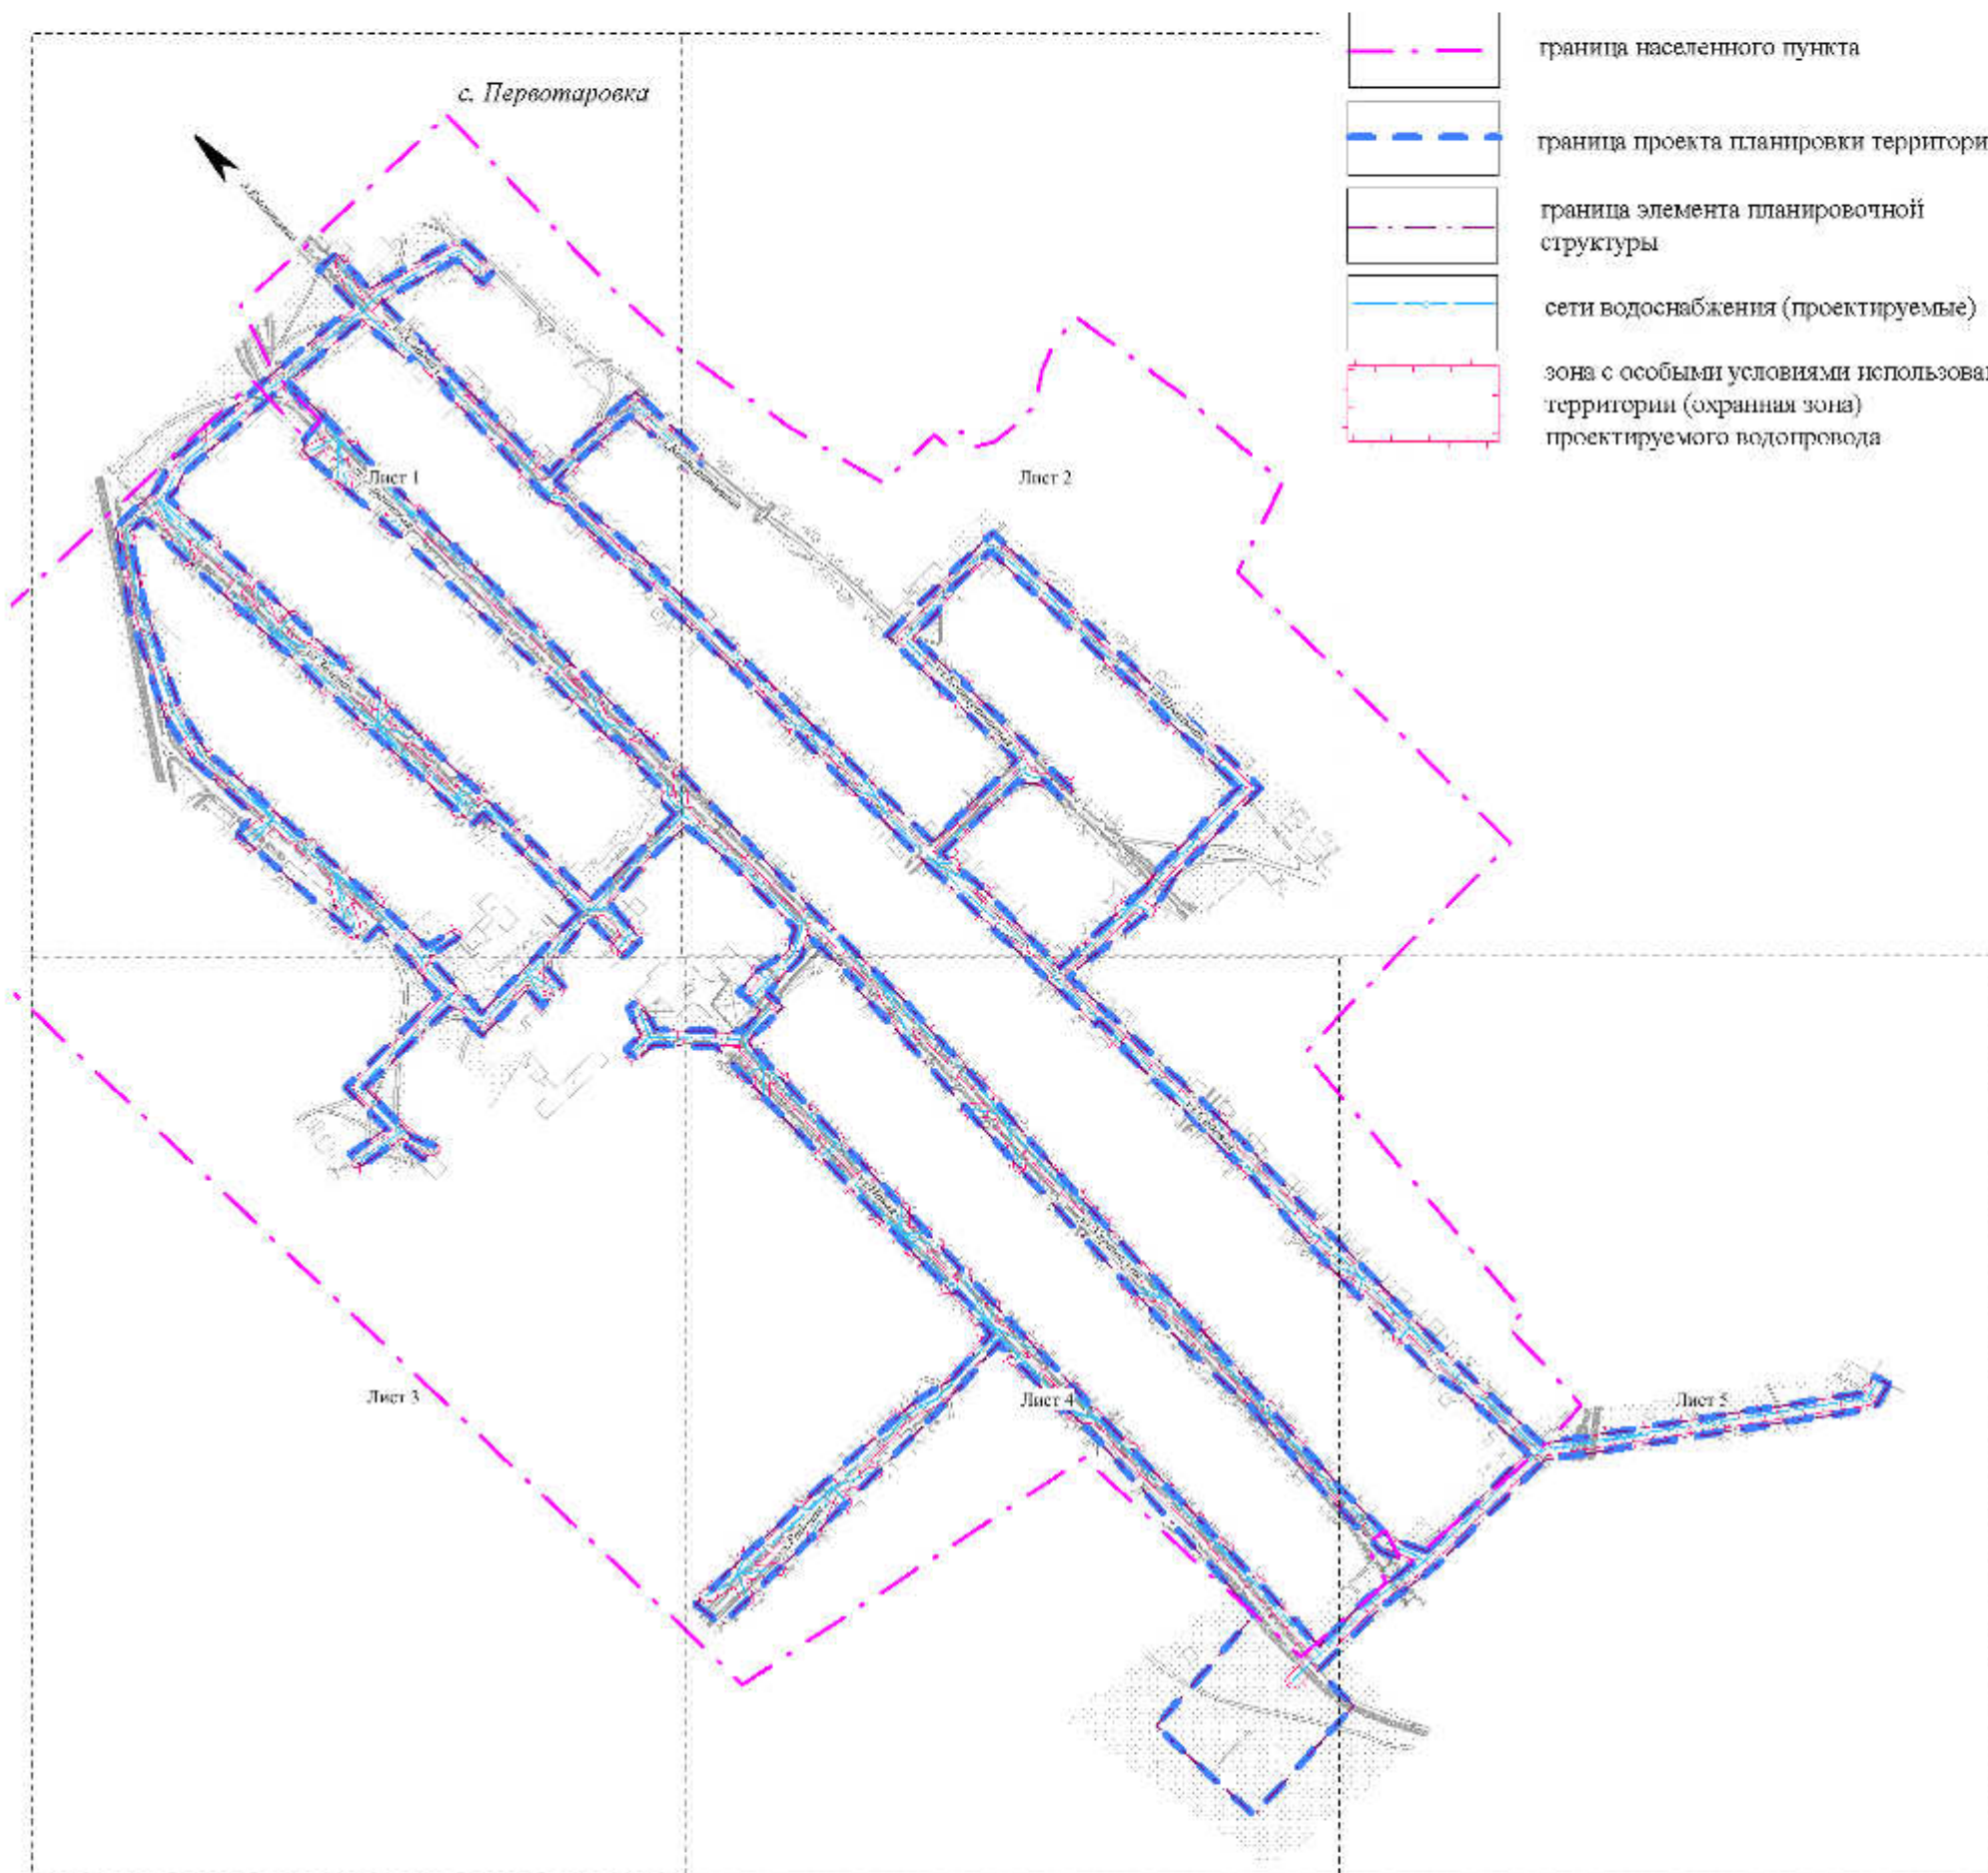 граница населенного пункта
с. Первотаровка
граница проекта планировки территори
граница элемента планировочной
структуры
сети водоснабжения (проектируемые)
зона с особыми условиями использова
территории (охранная зона)
проектируемого водопровода
Лист 1
Лист 2
Лист 3
Лист 4
Лист 5